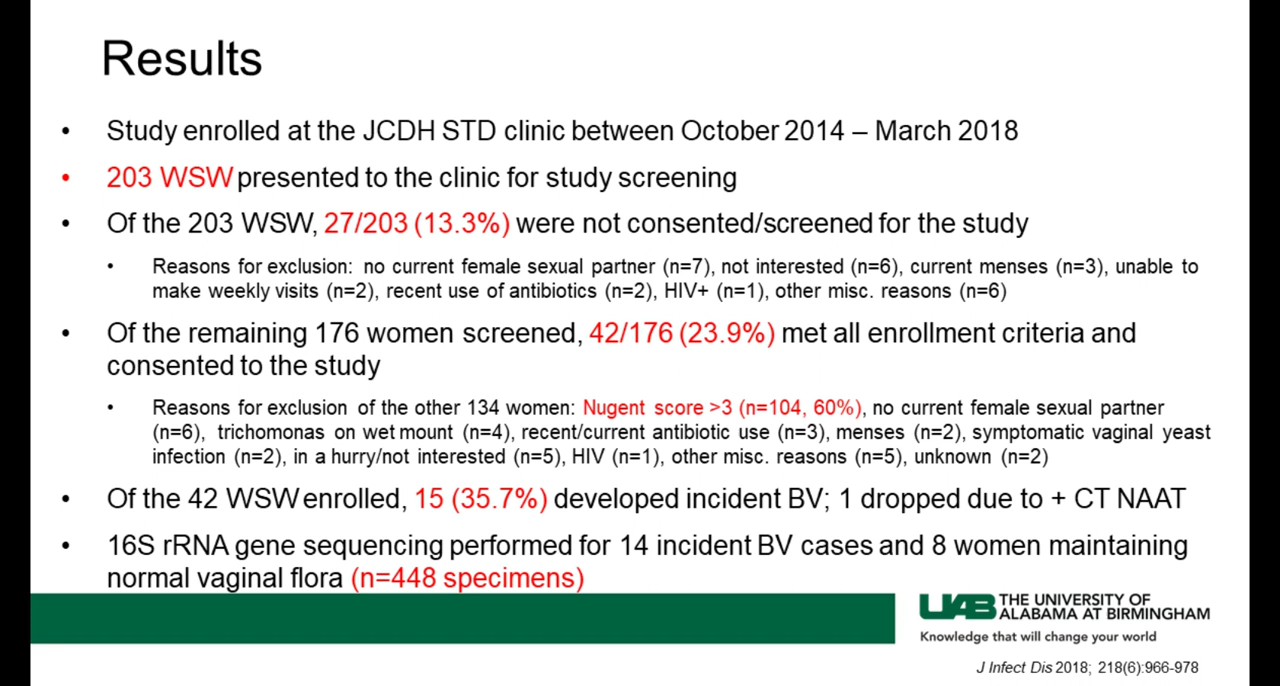 Results
• Study enrolled at the JCDH STD clinic between October 2014 – March 2018
• 203 WSW presented to the clinic for study screening
• Of the 203 WSW, 27/203 (13.3%) were not consented/screened for the study
• Reasons for exclusion: no current female sexual partner (n=7), not interested (n=6), current menses (n=3), unable to
make weekly visits (n=2), recent use of antibiotics (n=2), HIV+ (n=1), other misc. reasons (n=6)
• Of the remaining 176 women screened, 42/176 (23.9%) met all enrollment criteria and
consented to the study
• Reasons for exclusion of the other 134 women: Nugent score >3 (n=104, 60%), no current female sexual partner
(n=6), trichomonas on wet mount (n=4), recent/current antibiotic use (n=3), menses (n=2), symptomatic vaginal yeast
infection (n=2), in a hurry/not interested (n=5), HIV (n=1), other misc. reasons (n=5), unknown (n=2)
• Of the 42 WSW enrolled, 15 (35.7%) developed incident BV; 1 dropped due to + CT NAAT
• 16S rRNA gene sequencing performed for 14 incident BV cases and 8 women maintaining
normal vaginal flora (n=448 specimens)
UAB THE UNIVERSITY OF
ALABAMA AT BIRMINGHAM
Knowledge that will change your world
J Infect Dis 2018; 218(6):966-978